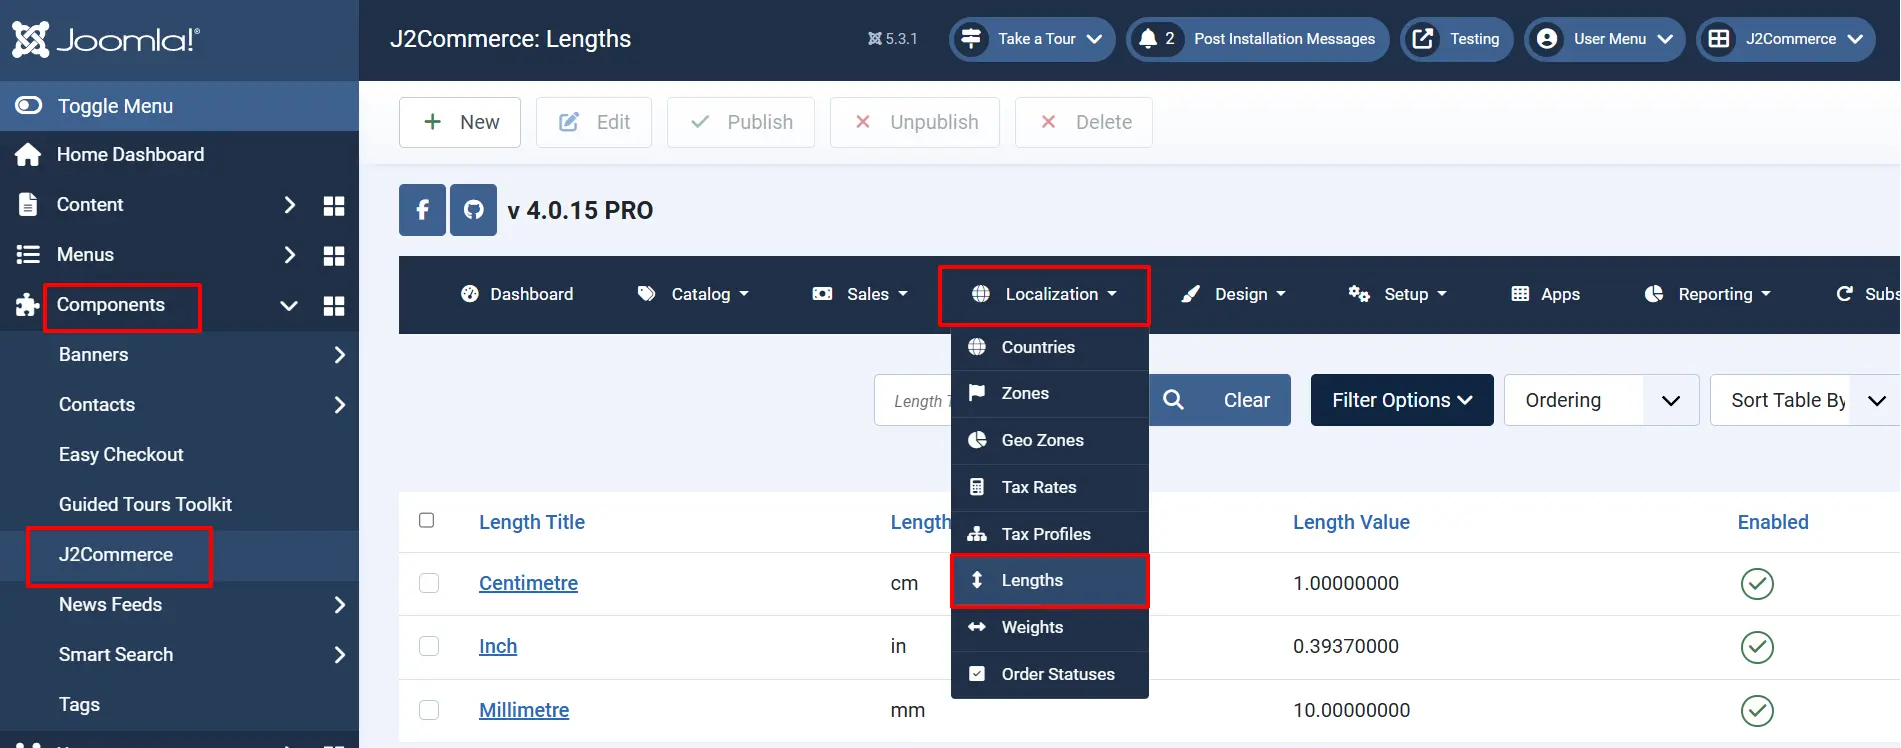 Joomla!®
J2Commerce: Lengths
5.3.1
Take a Tour
2 Post Installation Messages
Testing
User Menu
J2Commerce
Toggle Menu
Home Dashboard
Content
Menus
Components
Banners
Contacts
Easy Checkout
Guided Tours Toolkit
J2Commerce
News Feeds
Smart Search
Tags
New
Edit
Publish
Unpublish
Delete
v 4.0.15 PRO
Dashboard
Catalog
Sales
Localization
Design
Setup
Apps
Reporting
Subs
Countries
Zones
Geo Zones
Tax Rates
Tax Profiles
Lengths
Weights
Order Statuses
Length
Clear
Filter Options
Ordering
Sort Table By
Length Title
Length
Length Value
Enabled
Centimetre
cm
1.00000000
Inch
in
0.39370000
Millimetre
mm
10.00000000